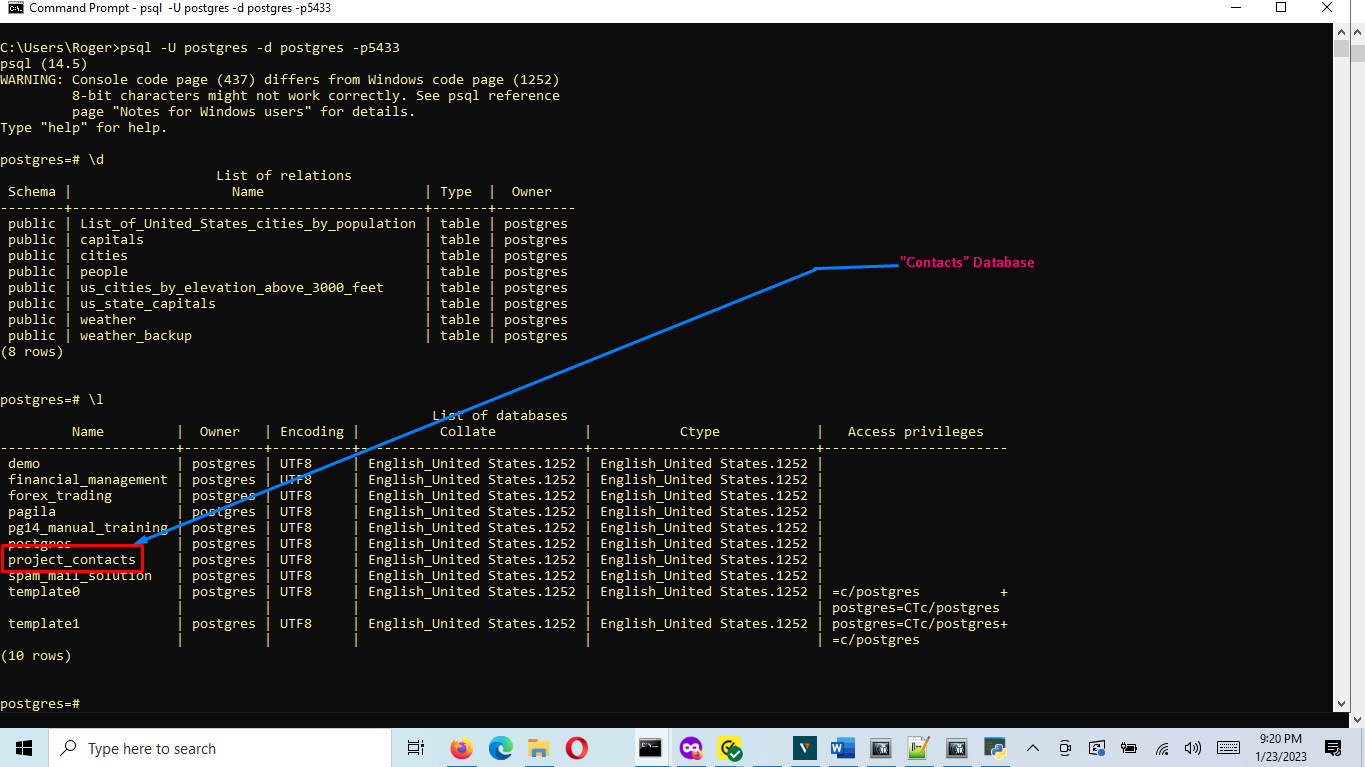 Command Prompt - psql  -U postgres -d postgres -p5433
C:\Users\Roger>psql -U postgres -d postgres -p5433
psql (14.5)
WARNING: Console code page (437) differs from Windows code page (1252)
         8-bit characters might not work correctly. See psql reference
         page "Notes for Windows users" for details.
Type "help" for help.
postgres=# \d
                           List of relations
 Schema |                    Name                    | Type  |  Owner
--------+--------------------------------------------+-------+----------
 public | List_of_United_States_cities_by_population | table | postgres
 public | capitals                                   | table | postgres
 public | cities                                     | table | postgres
 public | people                                     | table | postgres
 public | us_cities_by_elevation_above_3000_feet     | table | postgres
 public | us_state_capitals                          | table | postgres
 public | weather                                    | table | postgres
 public | weather_backup                             | table | postgres
(8 rows)
"Contacts" Database
postgres=# \l
                                                      List of databases
         Name         |  Owner   | Encoding |          Collate           |           Ctype            |   Access privileges
----------------------+----------+----------+----------------------------+----------------------------+-----------------------
 demo                 | postgres | UTF8     | English_United States.1252 | English_United States.1252 |
 financial_management | postgres | UTF8     | English_United States.1252 | English_United States.1252 |
 forex_trading        | postgres | UTF8     | English_United States.1252 | English_United States.1252 |
 pagila               | postgres | UTF8     | English_United States.1252 | English_United States.1252 |
 pg14_manual_training | postgres | UTF8     | English_United States.1252 | English_United States.1252 |
 postgres             | postgres | UTF8     | English_United States.1252 | English_United States.1252 |
 project_contacts     | postgres | UTF8     | English_United States.1252 | English_United States.1252 |
 spam_mail_solution   | postgres | UTF8     | English_United States.1252 | English_United States.1252 |
 template0            | postgres | UTF8     | English_United States.1252 | English_United States.1252 | =c/postgres          +
                      |          |          |                            |                            | postgres=CTc/postgres
 template1            | postgres | UTF8     | English_United States.1252 | English_United States.1252 | postgres=CTc/postgres+
                      |          |          |                            |                            | =c/postgres
(10 rows)
postgres=#
Type here to search
9:20 PM
1/23/2023